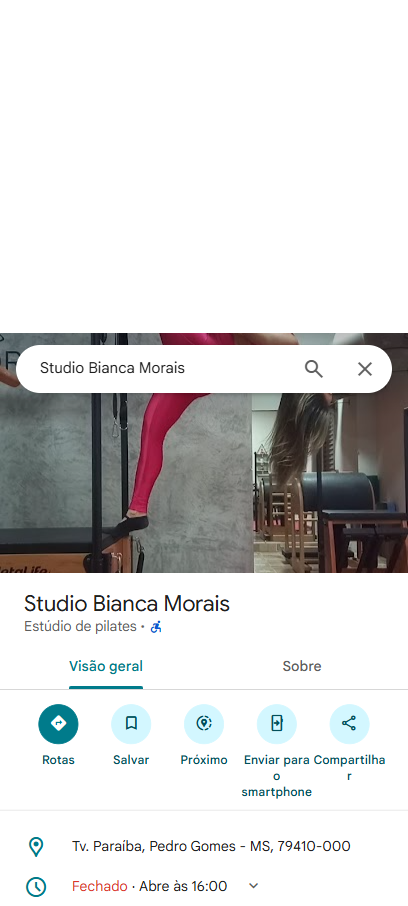 Studio Bianca Morais
Studio Bianca Morais
Estúdio de pilates •
Visão geral
Sobre
Rotas
Salvar
Próximo
Enviar para
o
smartphone
Compartilha
r
Tv. Paraíba, Pedro Gomes - MS, 79410-000
Fechado · Abre às 16:00